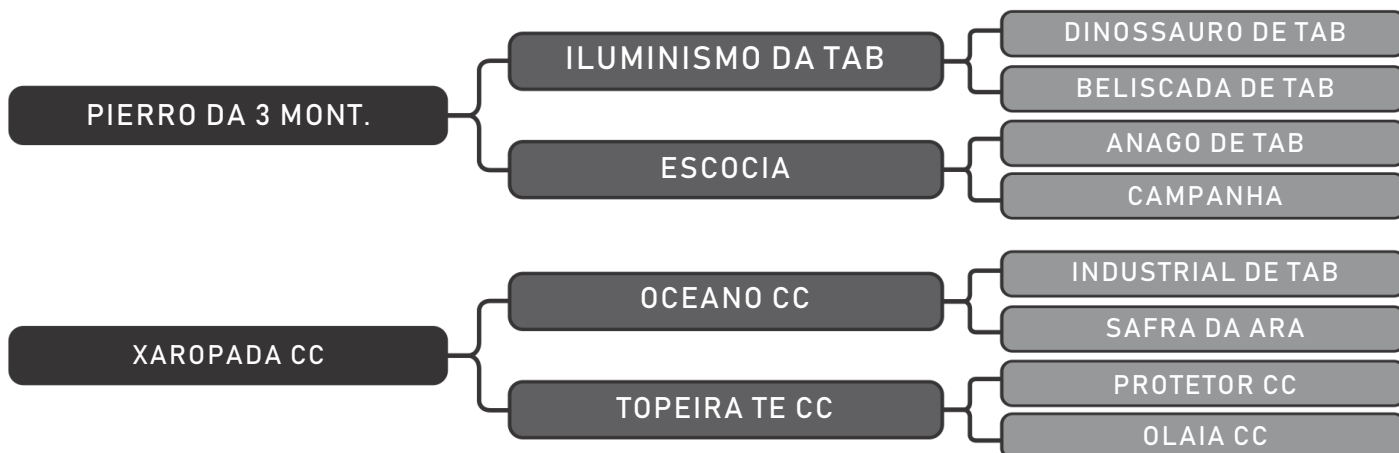 PIERRO DA 3 MONT.
ILUMINISMO DA TAB
DINOSSAURO DE TAB
BELISCADA DE TAB
ESCOCIA
ANAGO DE TAB
CAMPANHA
XAROPADA CC
OCEANO CC
INDUSTRIAL DE TAB
SAFRA DA ARA
TOPEIRA TE CC
PROTETOR CC
OLAIA CC